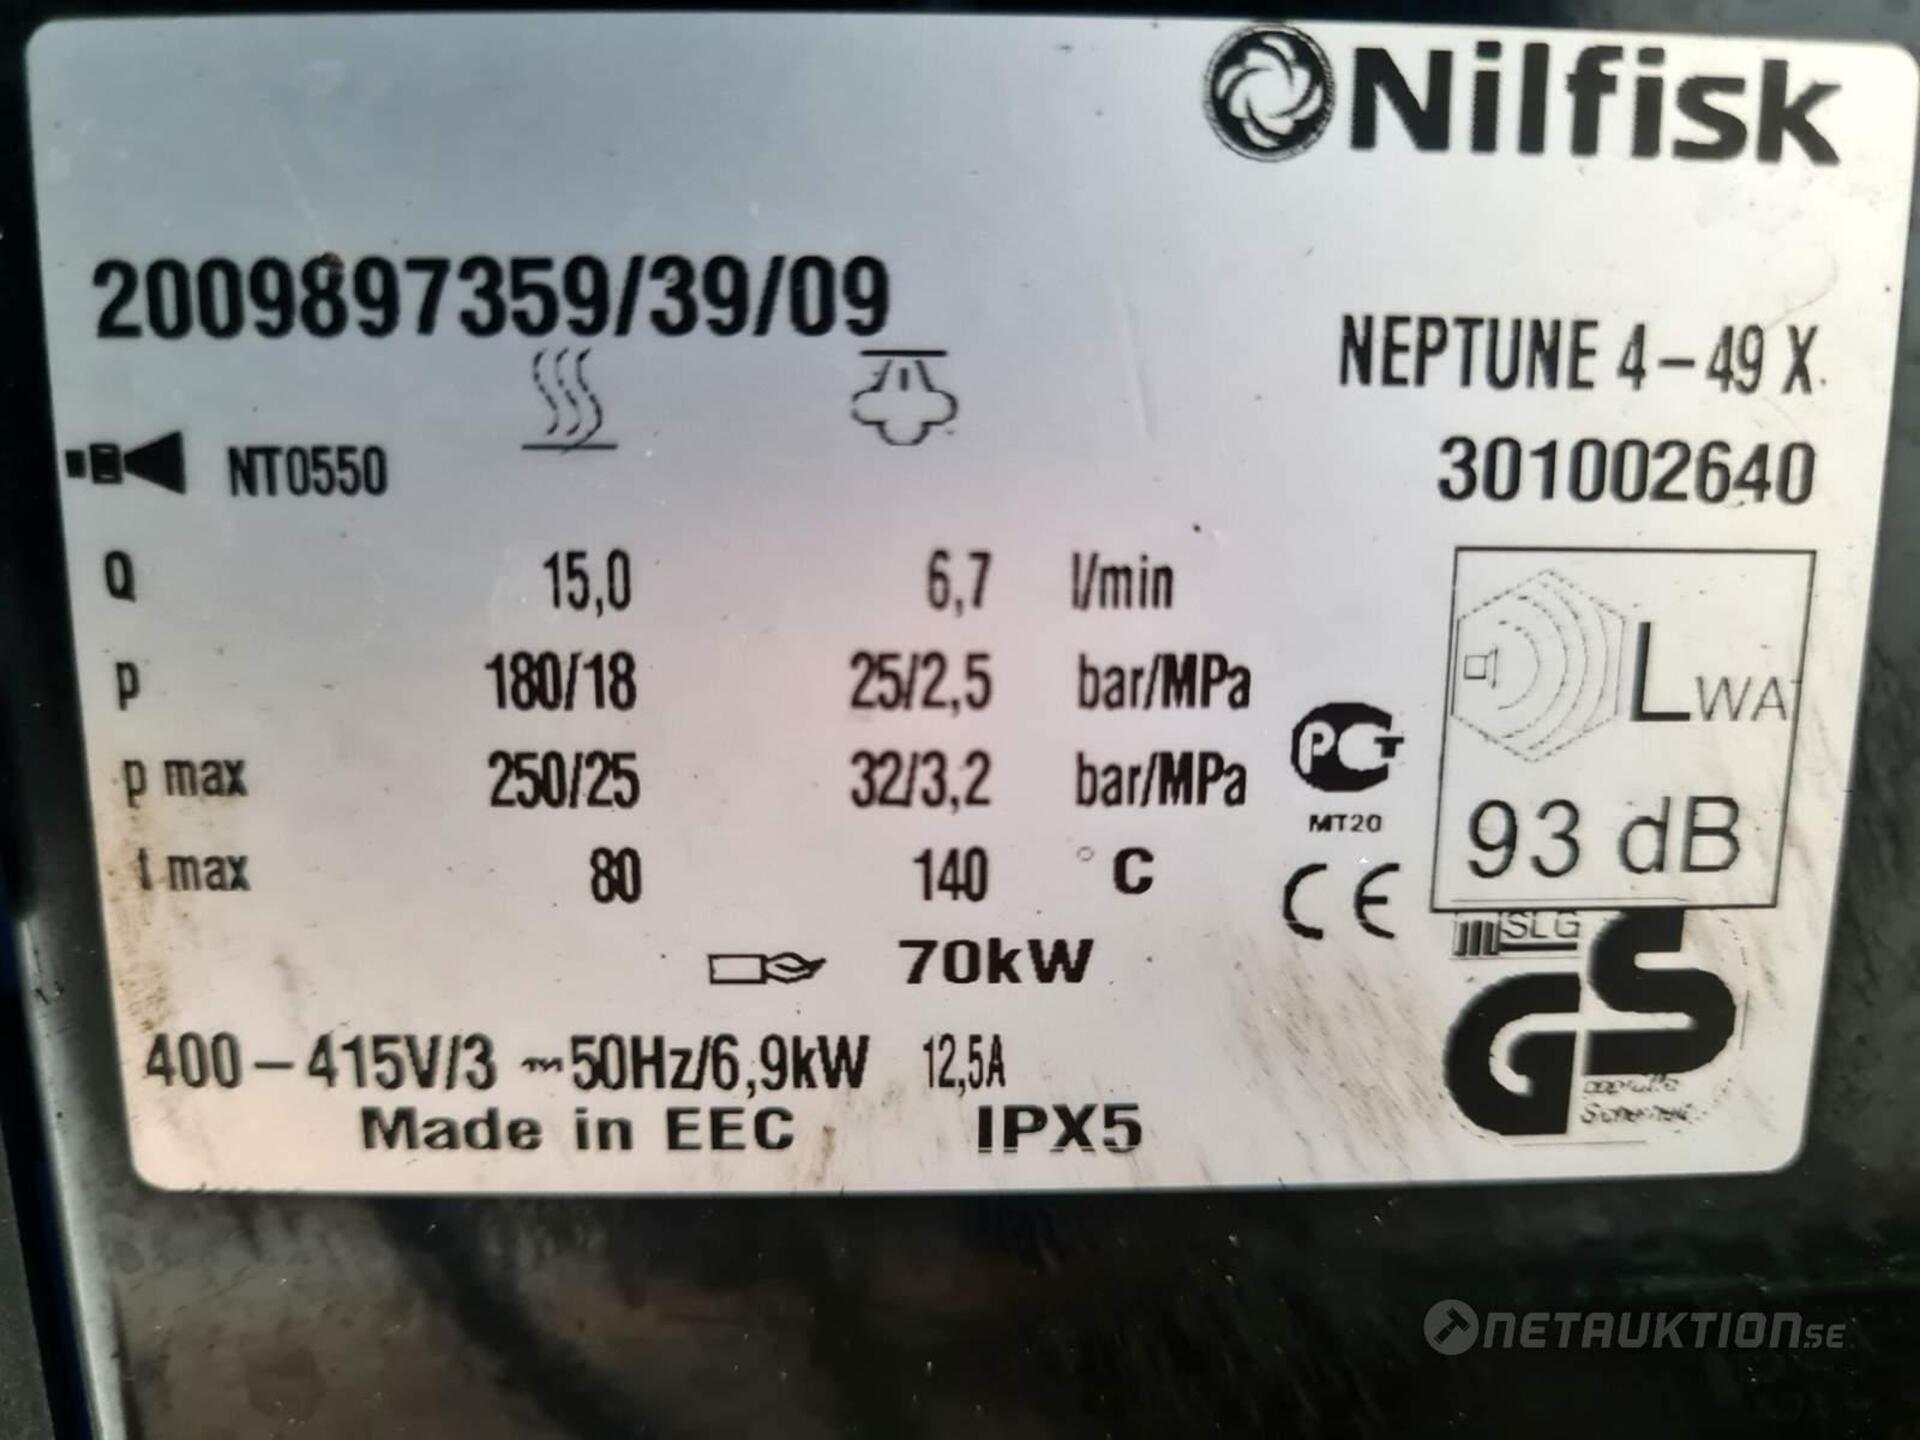 Nilfisk
2009897359/39/09
NEPTUNE 4-49 X
NT0550
301002640
Q 15,0 6,7 l/min
p 180/18 25/2,5 bar/MPa
p max 250/25 32/3,2 bar/MPa
t max 80 140 °C
LWA
93 dB
PCT
MT20
CE
SLG
GS
70kW
400-415V/3 ~50Hz/6,9kW 12,5A
Made in EEC IPX5
NETAUKTION.SE